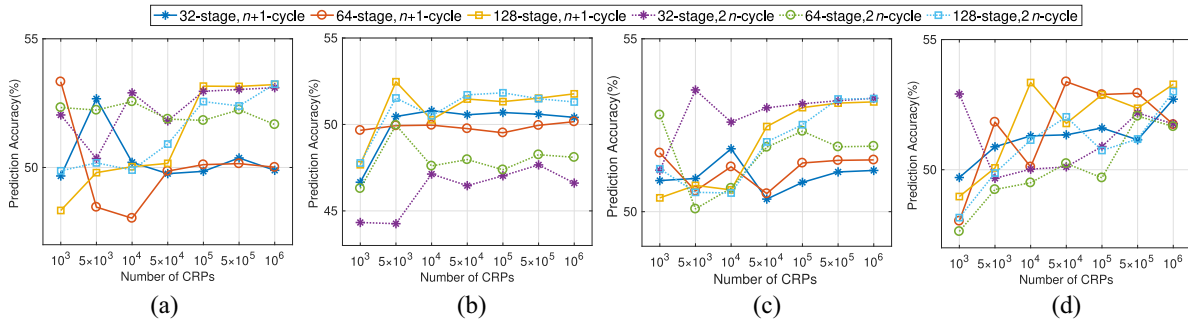 32-stage, n+1-cycle 64-stage, n+1-cycle 128-stage, n+1-cycle 32-stage,2 n-cycle 64-stage,2 n-cycle 128-stage,2 n-cycle
55
50
Prediction Accuracy(%)
10³ 5×10³ 10⁴ 5×10⁴ 10⁵ 5×10⁵ 10⁶
Number of CRPs
(a)
55
50
45
Prediction Accuracy(%)
10³ 5×10³ 10⁴ 5×10⁴ 10⁵ 5×10⁵ 10⁶
Number of CRPs
(b)
55
50
Prediction Accuracy(%)
10³ 5×10³ 10⁴ 5×10⁴ 10⁵ 5×10⁵ 10⁶
Number of CRPs
(c)
55
50
Prediction Accuracy(%)
10³ 5×10³ 10⁴ 5×10⁴ 10⁵ 5×10⁵ 10⁶
Number of CRPs
(d)